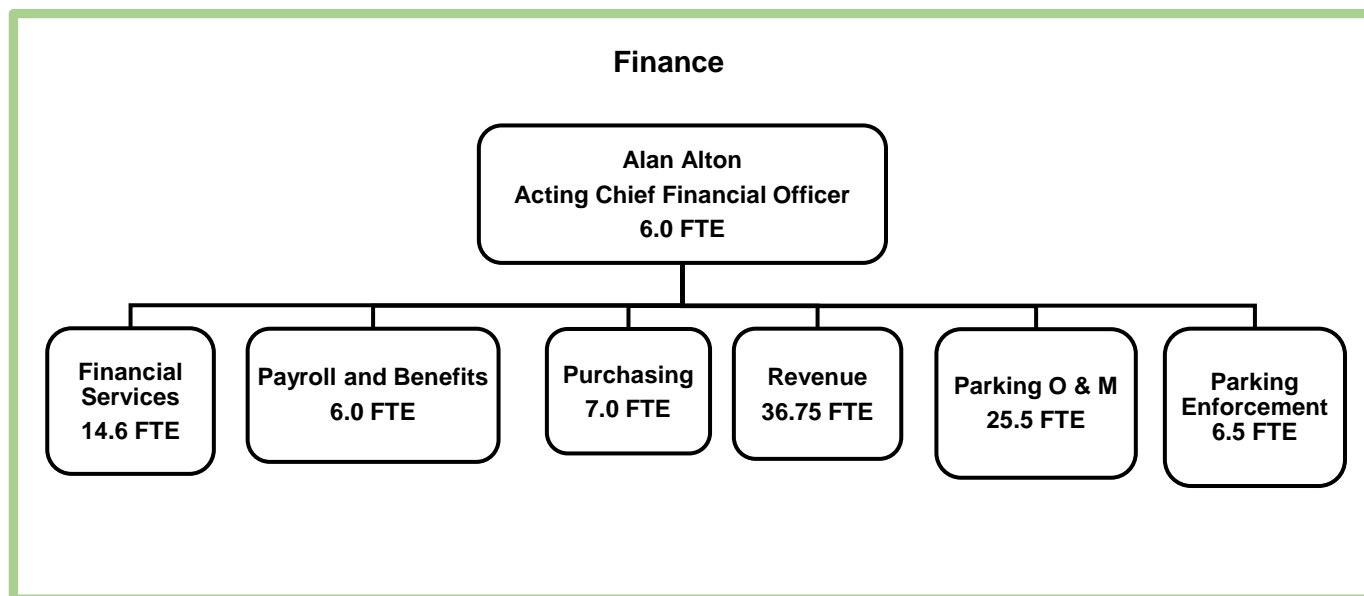 Finance
Alan Alton
Acting Chief Financial Officer
6.0 FTE
Financial
Services
14.6 FTE
Payroll and Benefits
6.0 FTE
Purchasing
7.0 FTE
Revenue
36.75 FTE
Parking O & M
25.5 FTE
Parking
Enforcement
6.5 FTE